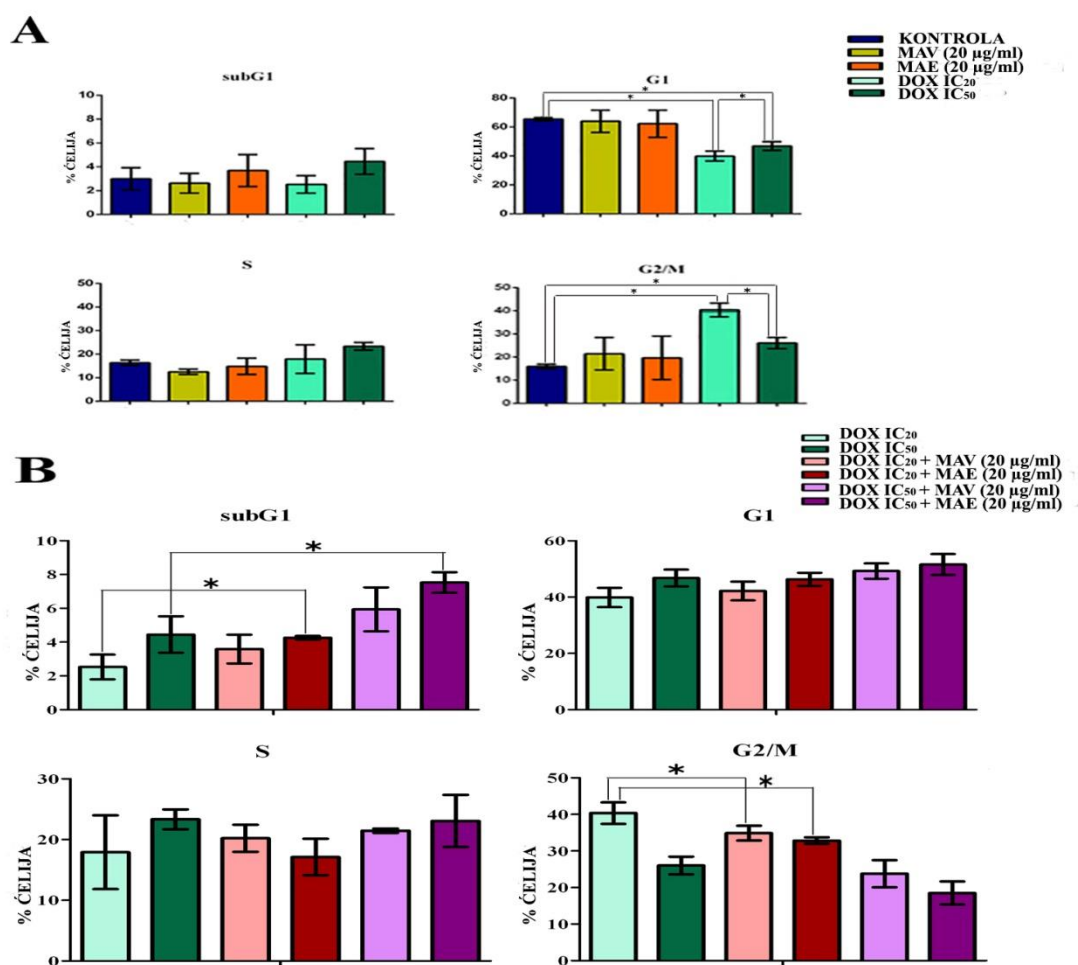 A
KONTROLA
MAV (20 µg/ml)
MAE (20 µg/ml)
DOX IC20
DOX IC50
subG1
% ĆELIJA
10
8
6
4
2
0
G1
% ĆELIJA
80
60
40
20
0
* * *
S
% ĆELIJA
50
40
30
20
10
0
G2/M
% ĆELIJA
50
40
30
20
10
0
* * *
B
DOX IC20
DOX IC50
DOX IC20 + MAV (20 µg/ml)
DOX IC20 + MAE (20 µg/ml)
DOX IC50 + MAV (20 µg/ml)
DOX IC50 + MAE (20 µg/ml)
subG1
% ĆELIJA
10
8
6
4
2
0
* *
G1
% ĆELIJA
60
40
20
0
S
% ĆELIJA
30
20
10
0
G2/M
% ĆELIJA
50
40
30
20
10
0
* *